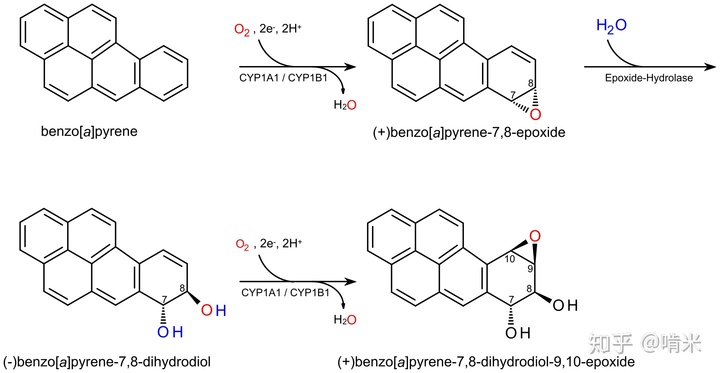 O₂ , 2e⁻, 2H⁺
CYP1A1 / CYP1B1
H₂O
benzo[a]pyrene
8
7
O
(+)benzo[a]pyrene-7,8-epoxide
H₂O
Epoxide-Hydrolase
8
7
OH
OH
(-)benzo[a]pyrene-7,8-dihydrodiol
O₂ , 2e⁻, 2H⁺
CYP1A1 / CYP1B1
H₂O
O
10
9
8
7
OH
OH
(+)benzo[a]pyrene-7,8-dihydrodiol-9,10-epoxide
知乎 @啃米